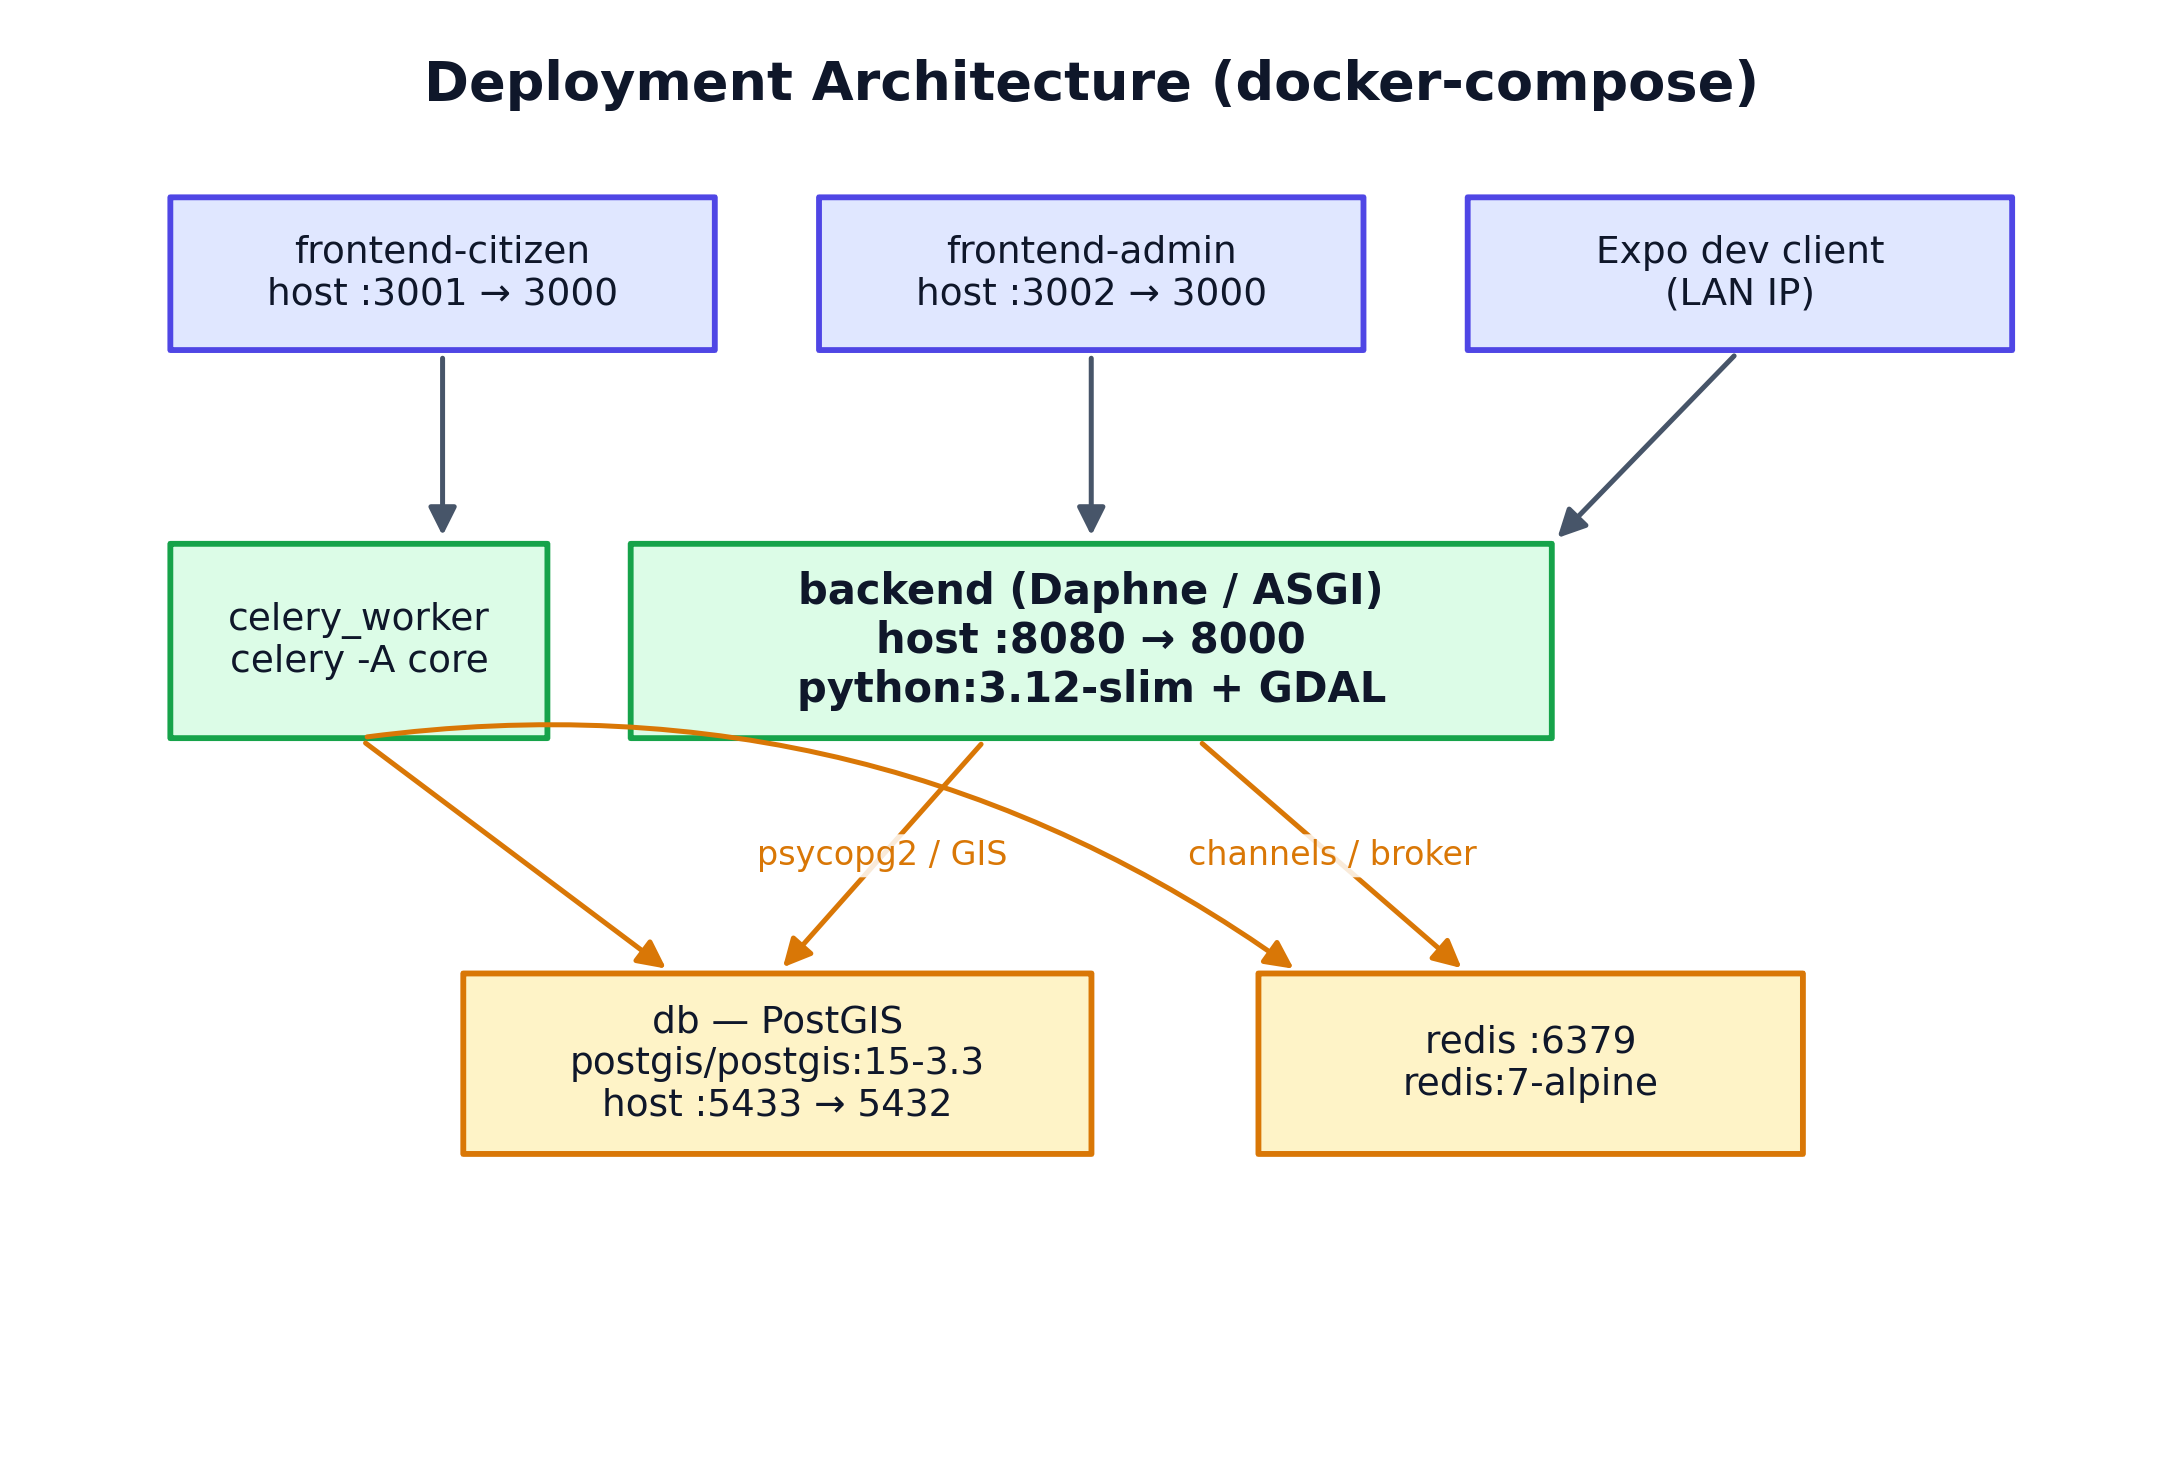 Deployment Architecture (docker-compose)
frontend-citizen
host :3001 → 3000
frontend-admin
host :3002 → 3000
Expo dev client
(LAN IP)
celery_worker
celery -A core
backend (Daphne / ASGI)
host :8080 → 8000
python:3.12-slim + GDAL
psycopg2 / GIS
channels / broker
db — PostGIS
postgis/postgis:15-3.3
host :5433 → 5432
redis :6379
redis:7-alpine